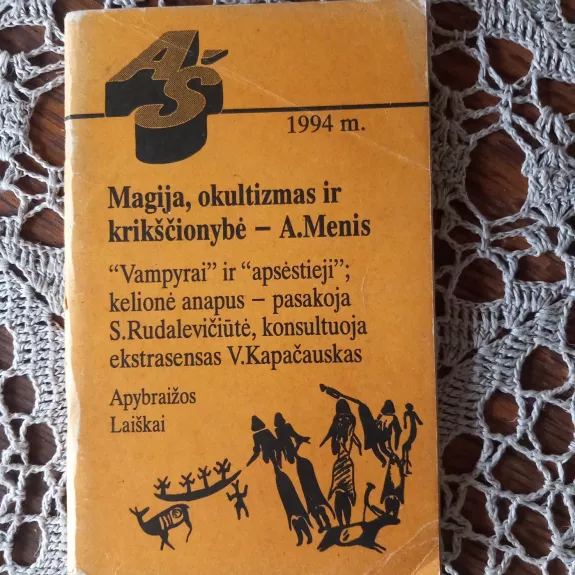 AŠ
1994 m.
Magija, okultizmas ir
krikščionybė – A.Menis
“Vampyrai” ir “apsėstieji”;
kelionė anapus – pasakoja
S.Rudalevičiūtė, konsultuoja
ekstrasensas V.Kapačauskas
Apybraižos
Laiškai